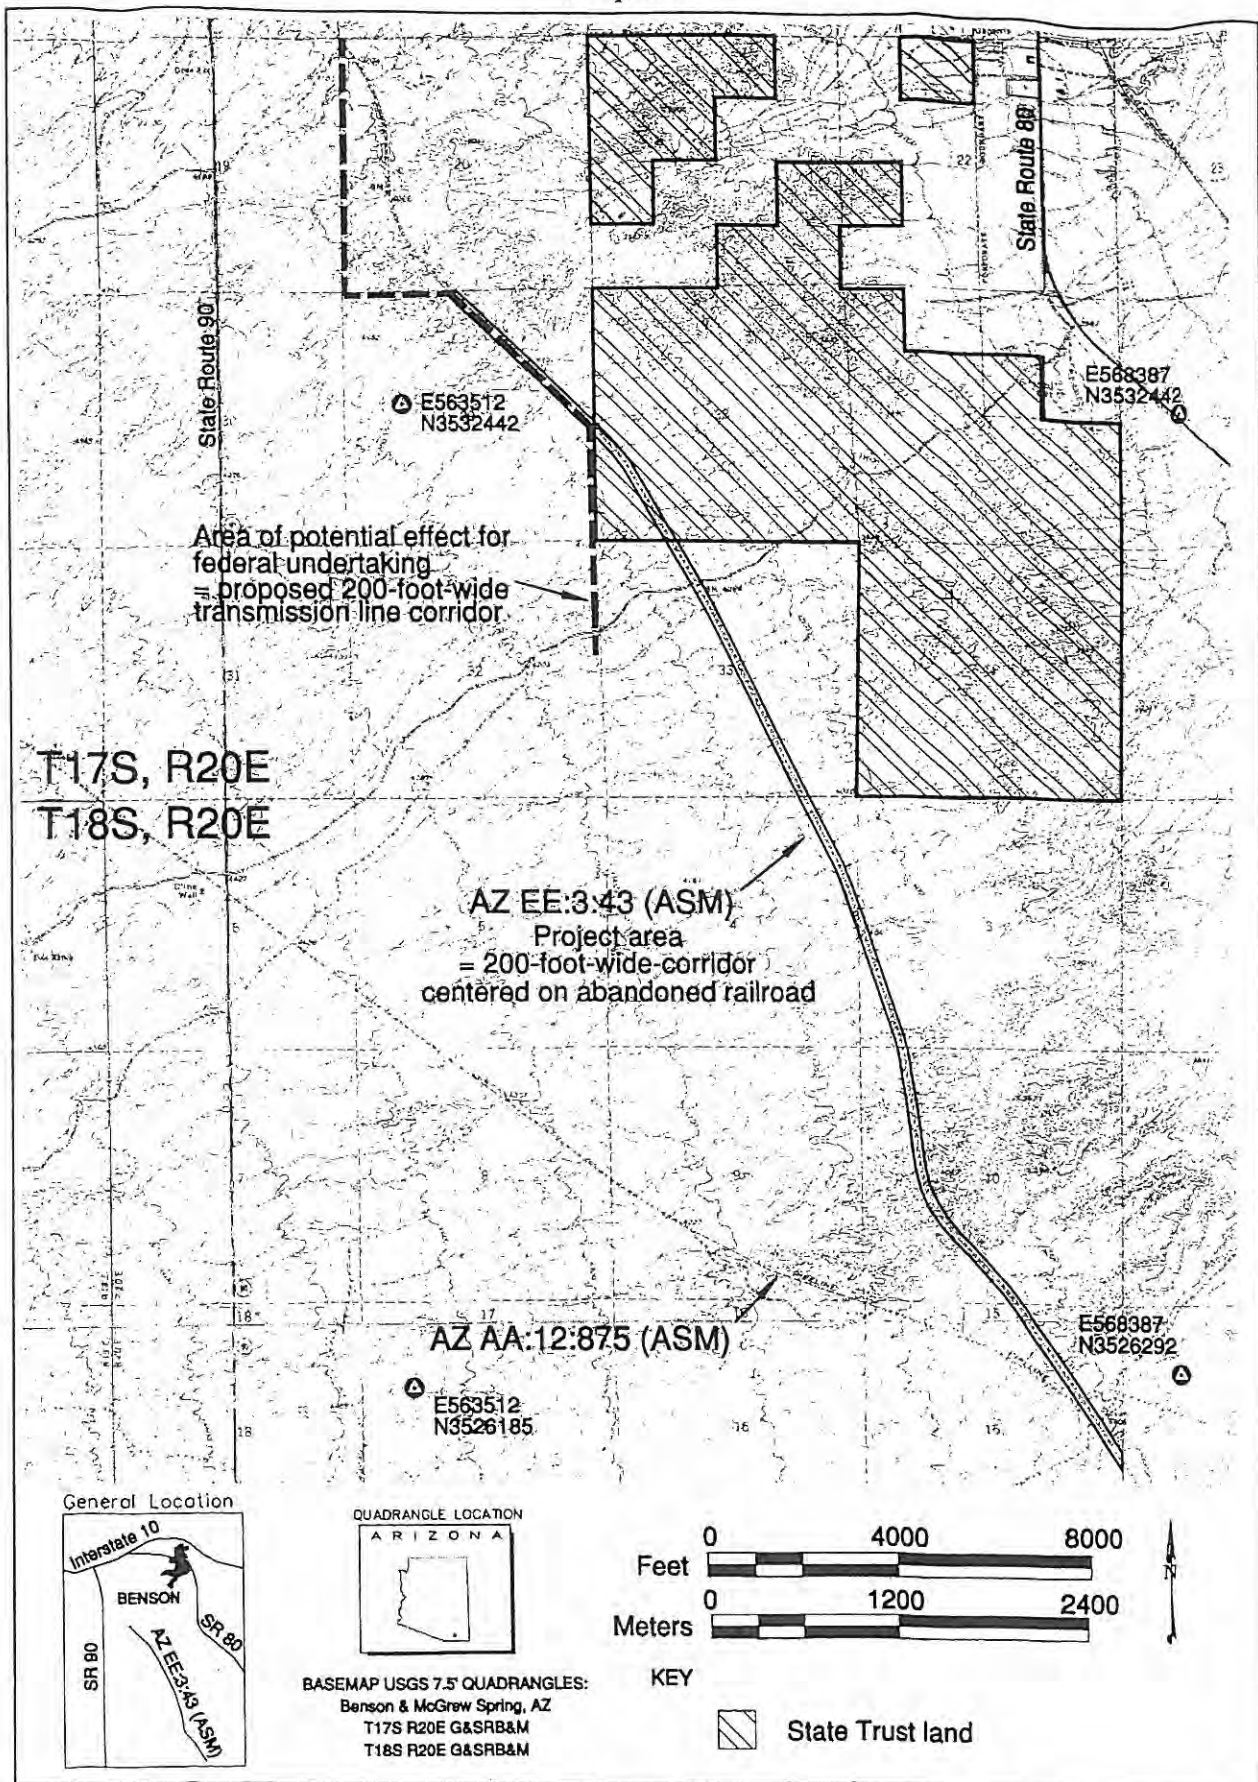 19
20
22
23
State Route 80
State Route 90
E563512
N3532442
E568387
N3532442
Area of potential effect for
federal undertaking
= proposed 200-foot-wide
transmission line corridor
31
32
33
T17S, R20E
T18S, R20E
AZ EE:3:43 (ASM)
Project area
= 200-foot-wide-corridor
centered on abandoned railroad
10
17
15
18
AZ AA:12:875 (ASM)
E568387
N3526292
E563512
N3526185
18
16
15
General Location
Interstate 10
BENSON
SR 90
SR 80
AZ EE:3:43 (ASM)
QUADRANGLE LOCATION
ARIZONA
BASEMAP USGS 7.5' QUADRANGLES:
Benson & McGrew Spring, AZ
T17S R20E G&SRB&M
T18S R20E G&SRB&M
Feet
0 4000 8000
Meters
0 1200 2400
N
KEY
State Trust land